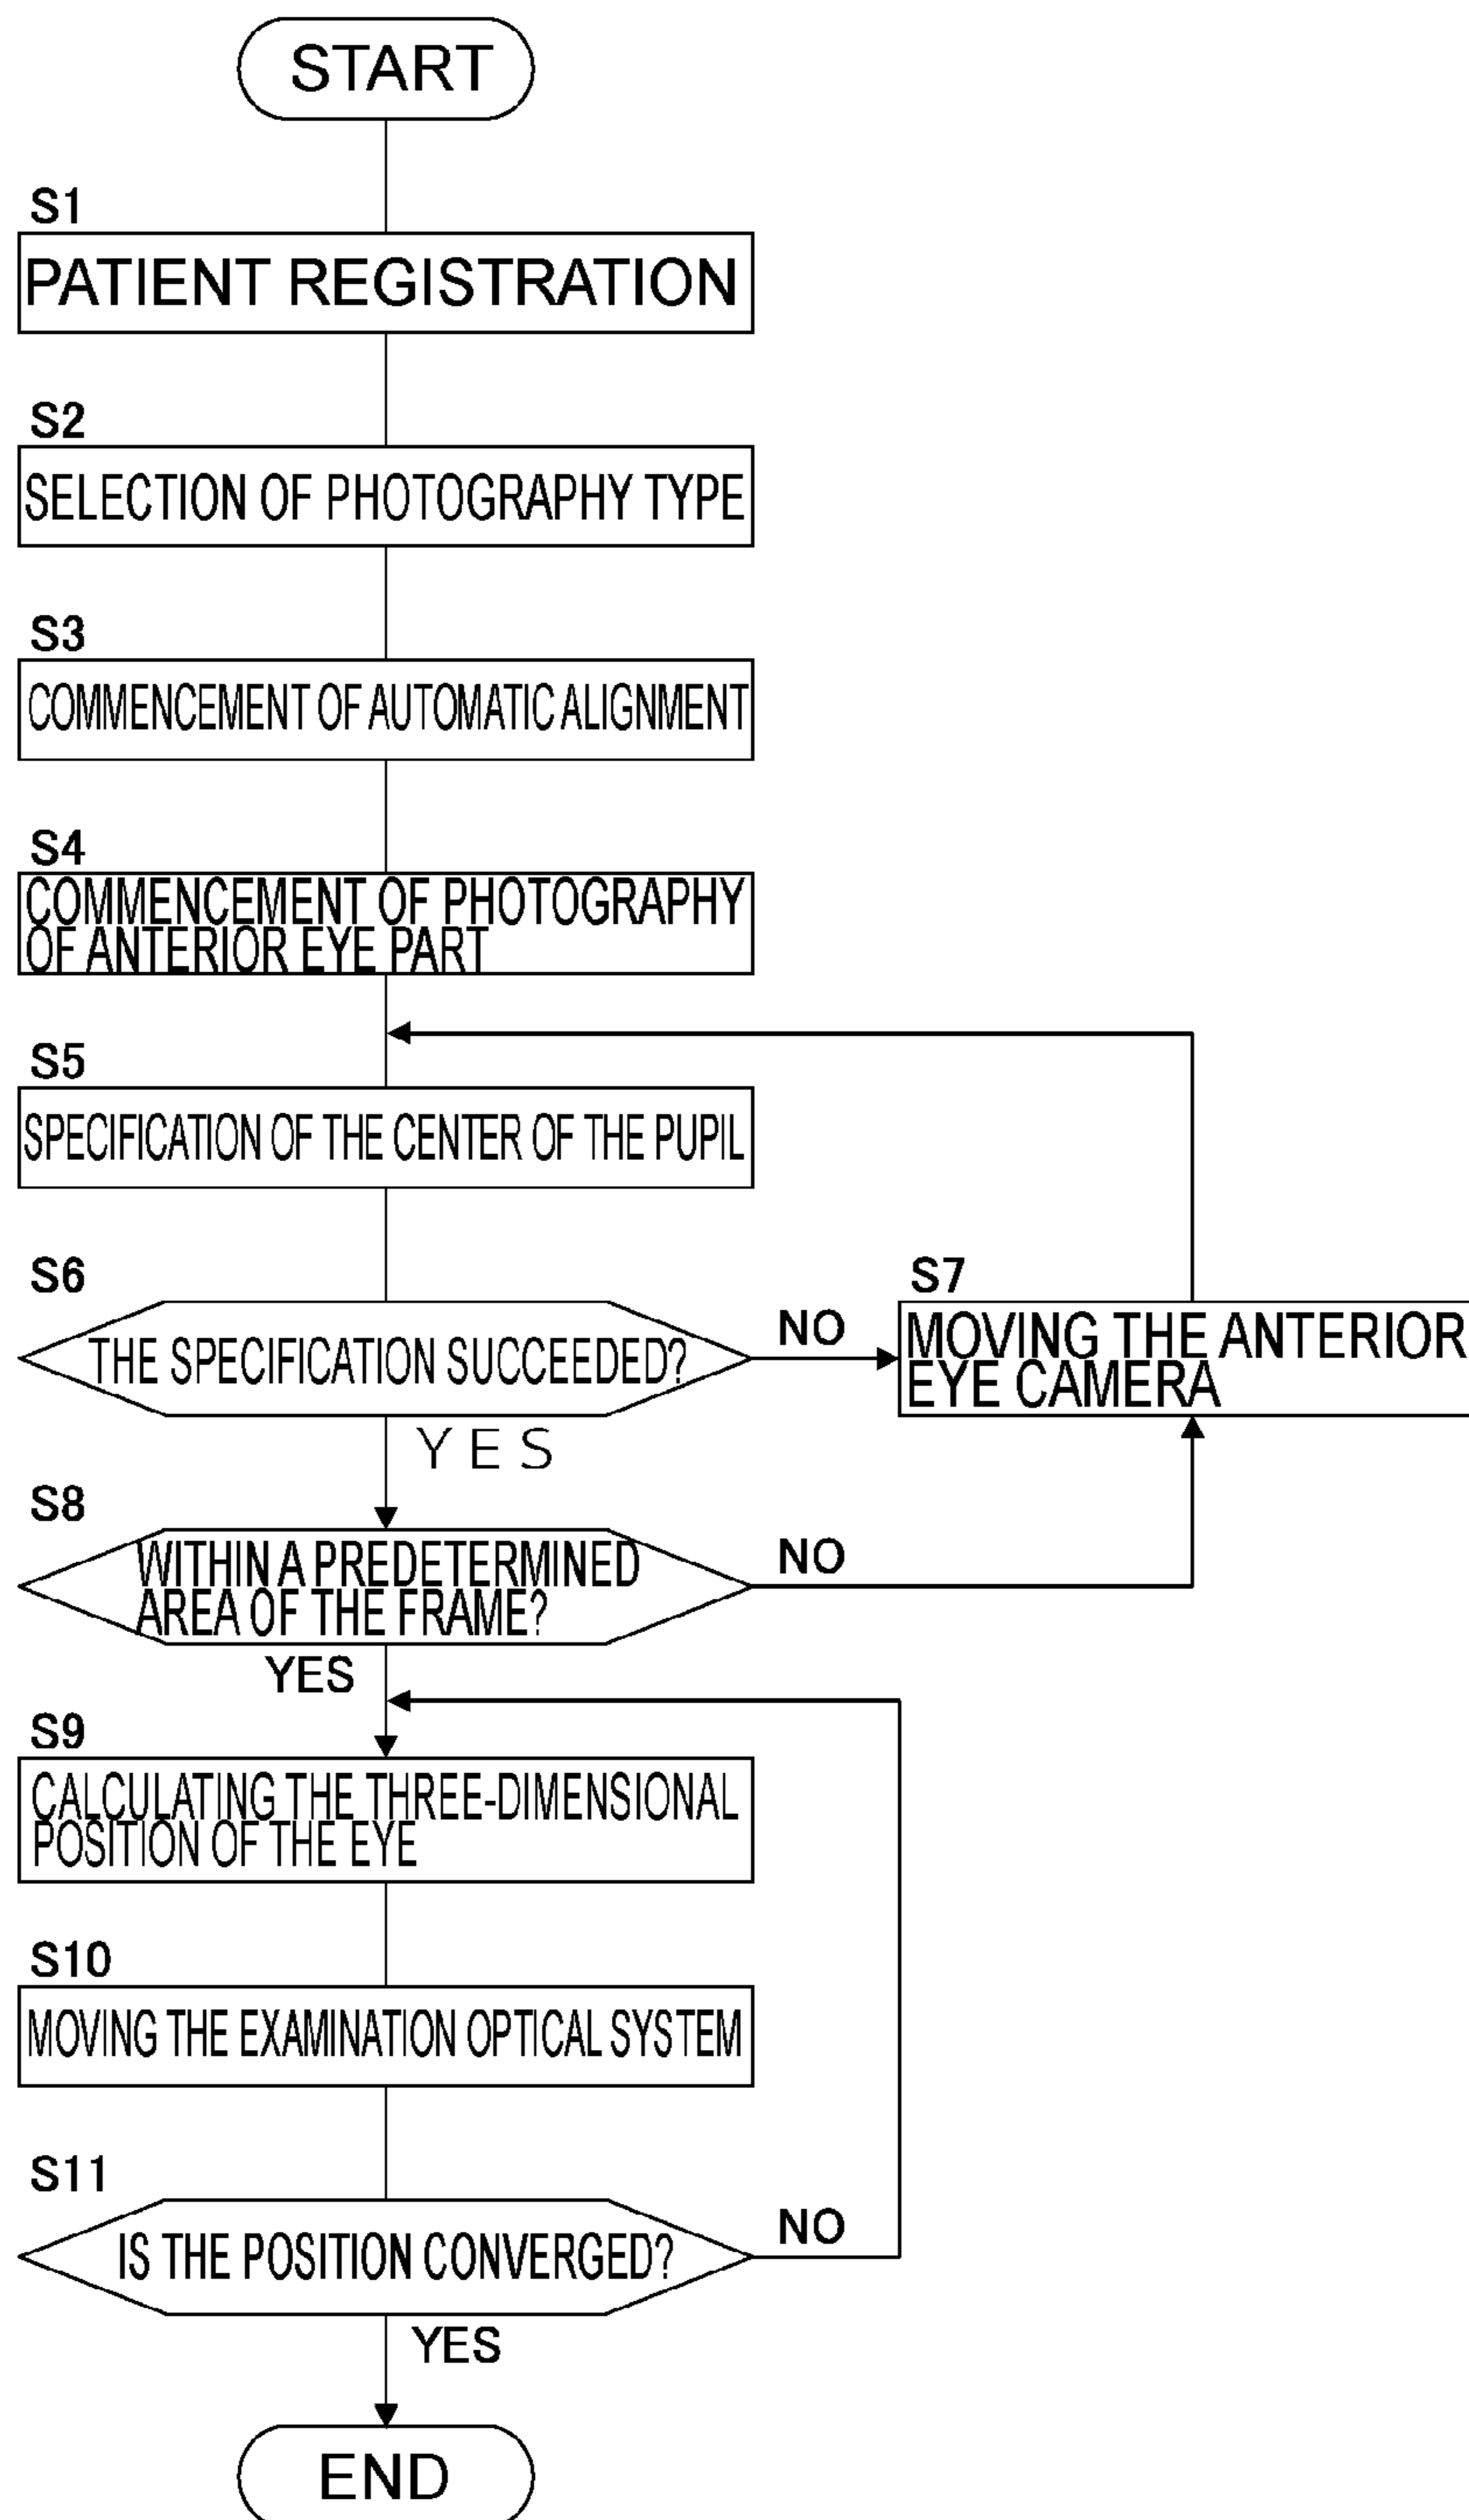 START
S1
PATIENT REGISTRATION
S2
SELECTION OF PHOTOGRAPHY TYPE
S3
COMMENCEMENT OF AUTOMATIC ALIGNMENT
S4
COMMENCEMENT OF PHOTOGRAPHY
OF ANTERIOR EYE PART
S5
SPECIFICATION OF THE CENTER OF THE PUPIL
S6
THE SPECIFICATION SUCCEEDED?
NO
S7
MOVING THE ANTERIOR
EYE CAMERA
YES
S8
WITHIN A PREDETERMINED
AREA OF THE FRAME?
NO
YES
S9
CALCULATING THE THREE-DIMENSIONAL
POSITION OF THE EYE
S10
MOVING THE EXAMINATION OPTICAL SYSTEM
S11
IS THE POSITION CONVERGED?
NO
YES
END